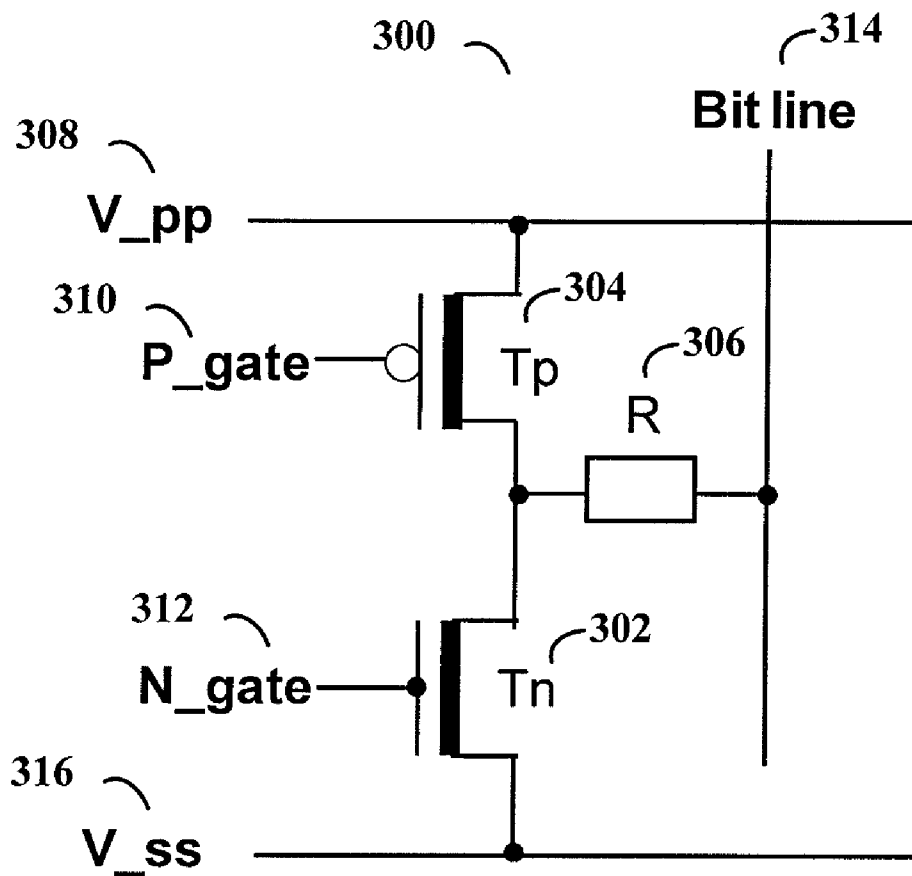 300
314
Bit line
308
V_pp
310
304
P_gate
Tp
306
R
312
302
N_gate
Tn
316
V_ss